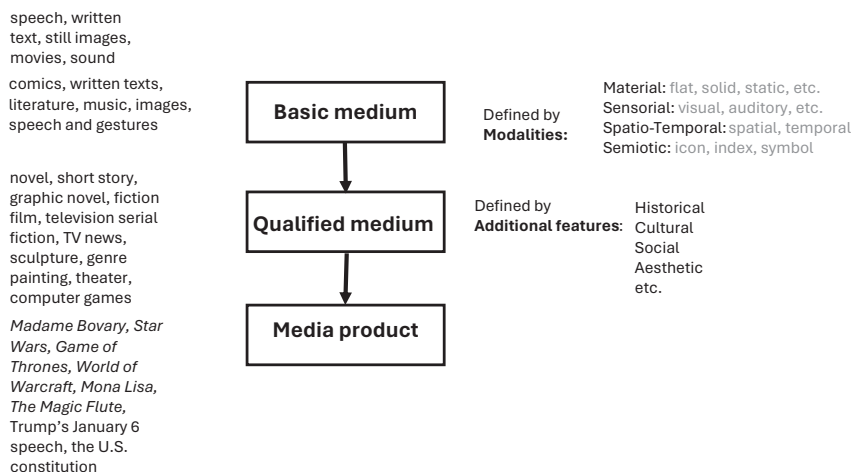 speech, written
text, still images,
movies, sound
comics, written texts,
literature, music, images,
speech and gestures
Basic medium
Defined by
Modalities:
Material: flat, solid, static, etc.
Sensorial: visual, auditory, etc.
Spatio-Temporal: spatial, temporal
Semiotic: icon, index, symbol
novel, short story,
graphic novel, fiction
film, television serial
fiction, TV news,
sculpture, genre
painting, theater,
computer games
Qualified medium
Defined by
Additional features:
Historical
Cultural
Social
Aesthetic
etc.
Madame Bovary, Star
Wars, Game of
Thrones, World of
Warcraft, Mona Lisa,
The Magic Flute,
Trump’s January 6
speech, the U.S.
constitution
Media product